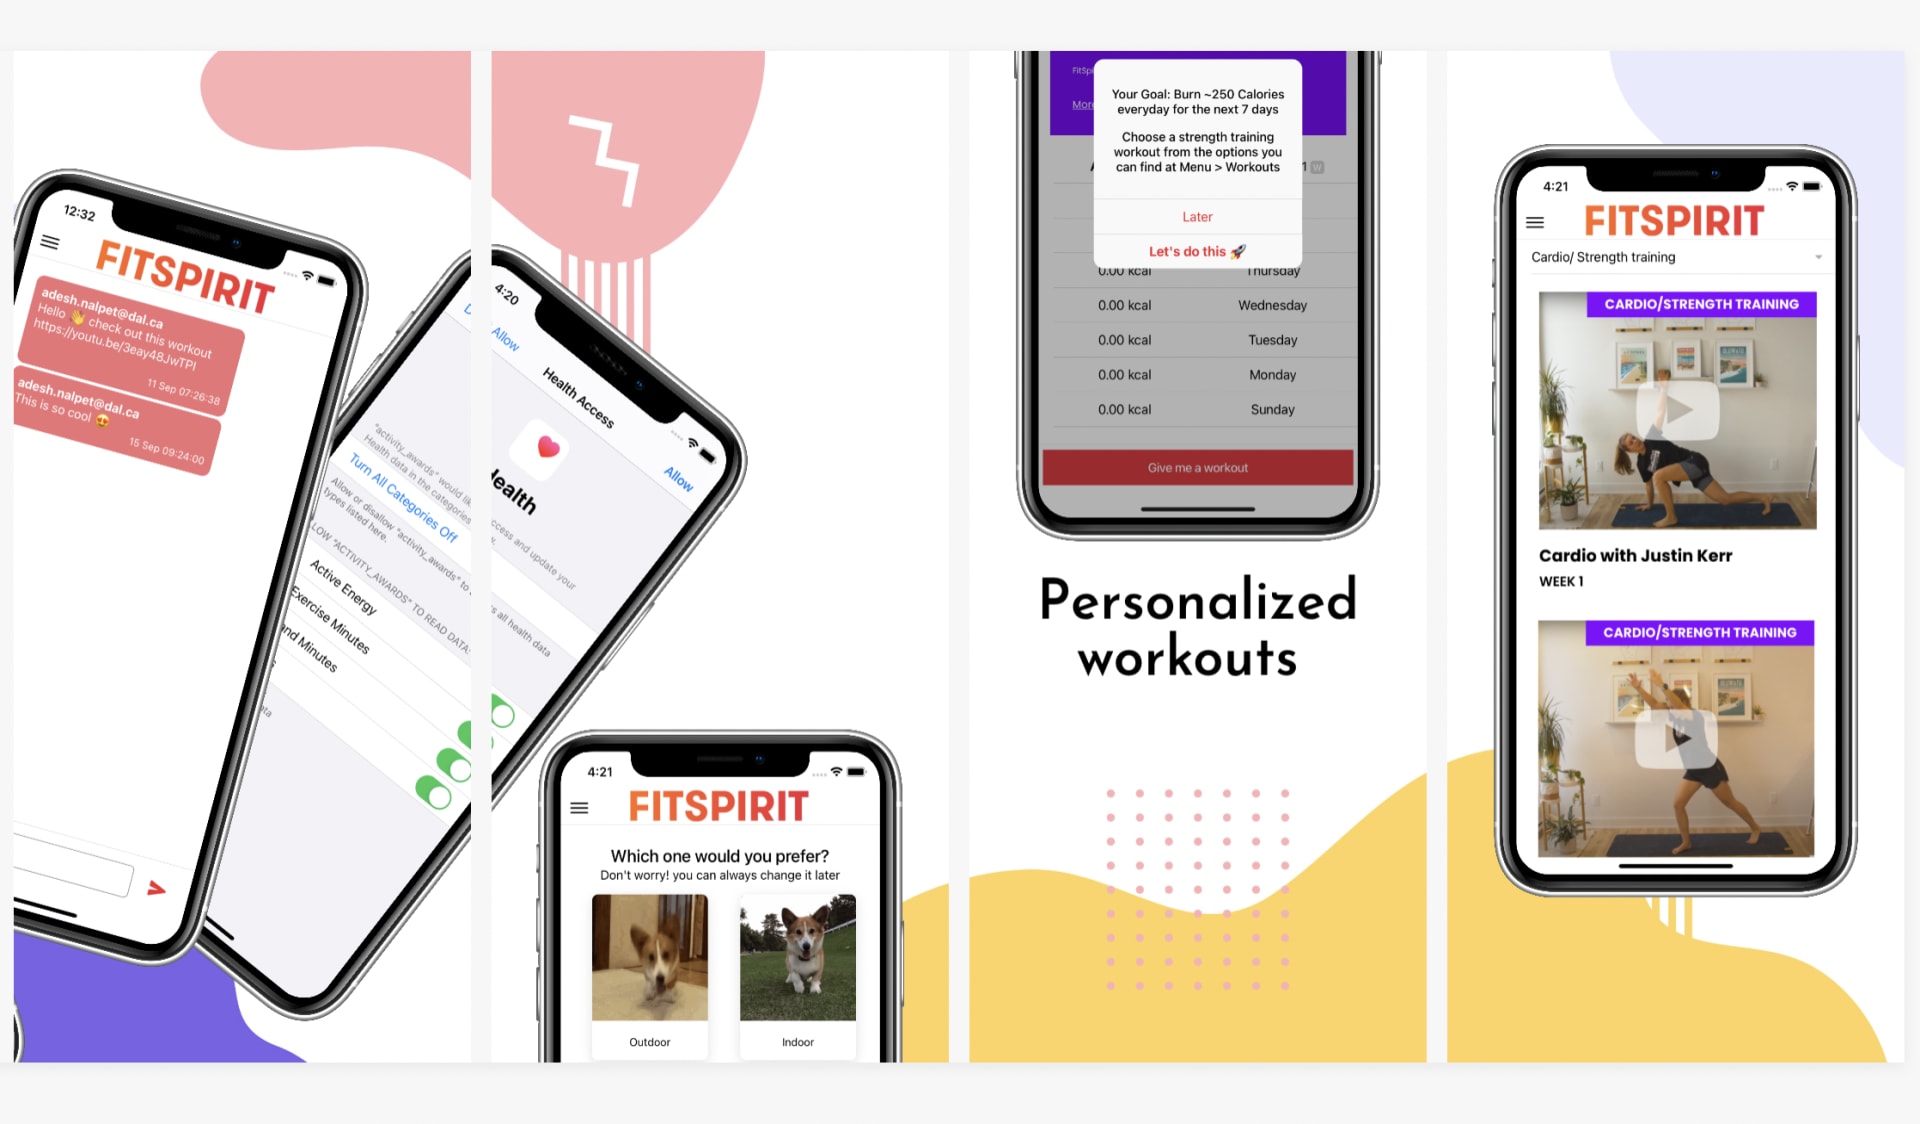 12:32
FITSPIRIT
adesh.nalpet@dal.ca
Hello 👋 check out this workout
https://youtu.be/3eay48JwTPI
11 Sep 07:26:38
adesh.nalpet@dal.ca
This is so cool 😍
15 Sep 09:24:00
"activity_awards" would
Health data in the categories
Turn All Categories Off
Allow or disallow "activity_awards" to
types listed here.
"ACTIVITY_AWARDS" TO READ DATA:
Active Energy
Exercise Minutes
Minutes
4:20
Allow
Health Access
Allow
Health
access and update your
all health data
4:21
FITSPIRIT
Which one would you prefer?
Don't worry! you can always change it later
Outdoor
Indoor
More
Your Goal: Burn ~250 Calories
everyday for the next 7 days
Choose a strength training
workout from the options you
can find at Menu > Workouts
1 W
Later
Let's do this 🚀
0.00 kcal Thursday
0.00 kcal Wednesday
0.00 kcal Tuesday
0.00 kcal Monday
0.00 kcal Sunday
Give me a workout
Personalized
workouts
4:21
FITSPIRIT
Cardio/ Strength training
CARDIO/STRENGTH TRAINING
Cardio with Justin Kerr
WEEK 1
CARDIO/STRENGTH TRAINING